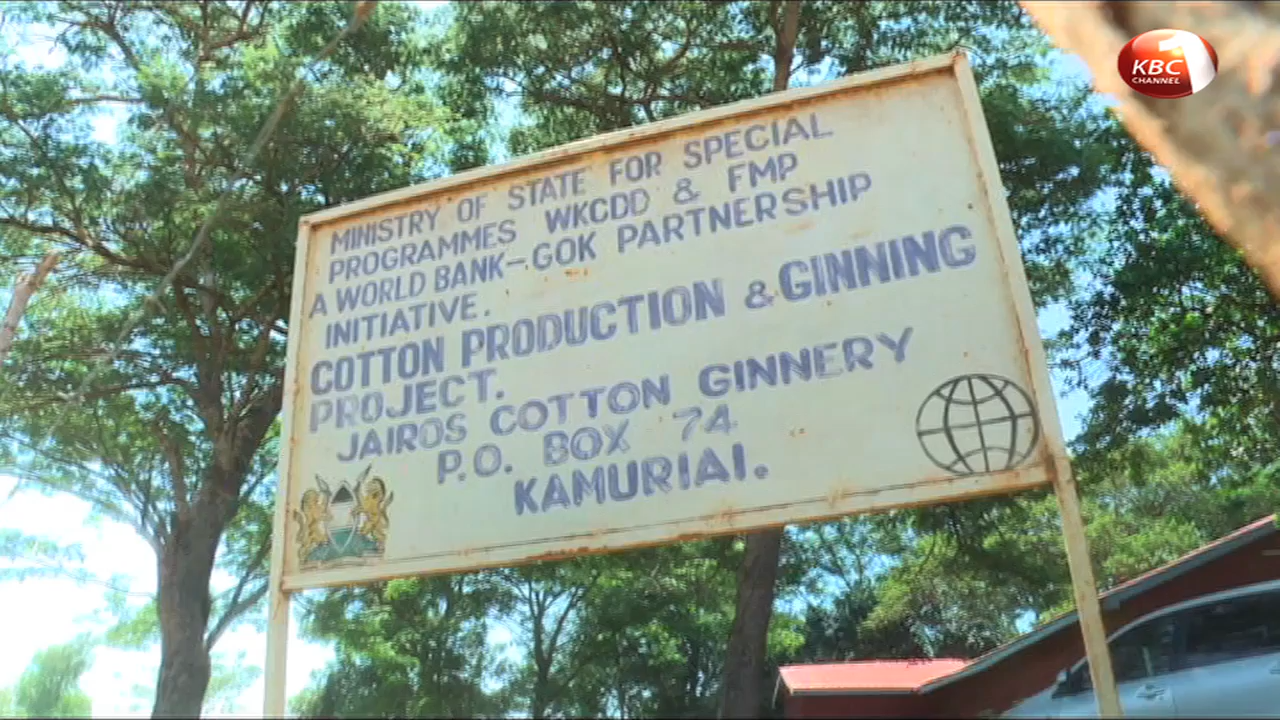 KBC 1
CHANNEL
MINISTRY OF STATE FOR SPECIAL
PROGRAMMES WKCDD & FMP
A WORLD BANK-GOK PARTNERSHIP
INITIATIVE.
COTTON PRODUCTION & GINNING
PROJECT.
JAIROS COTTON GINNERY
P.O. BOX 74
KAMURIAI.